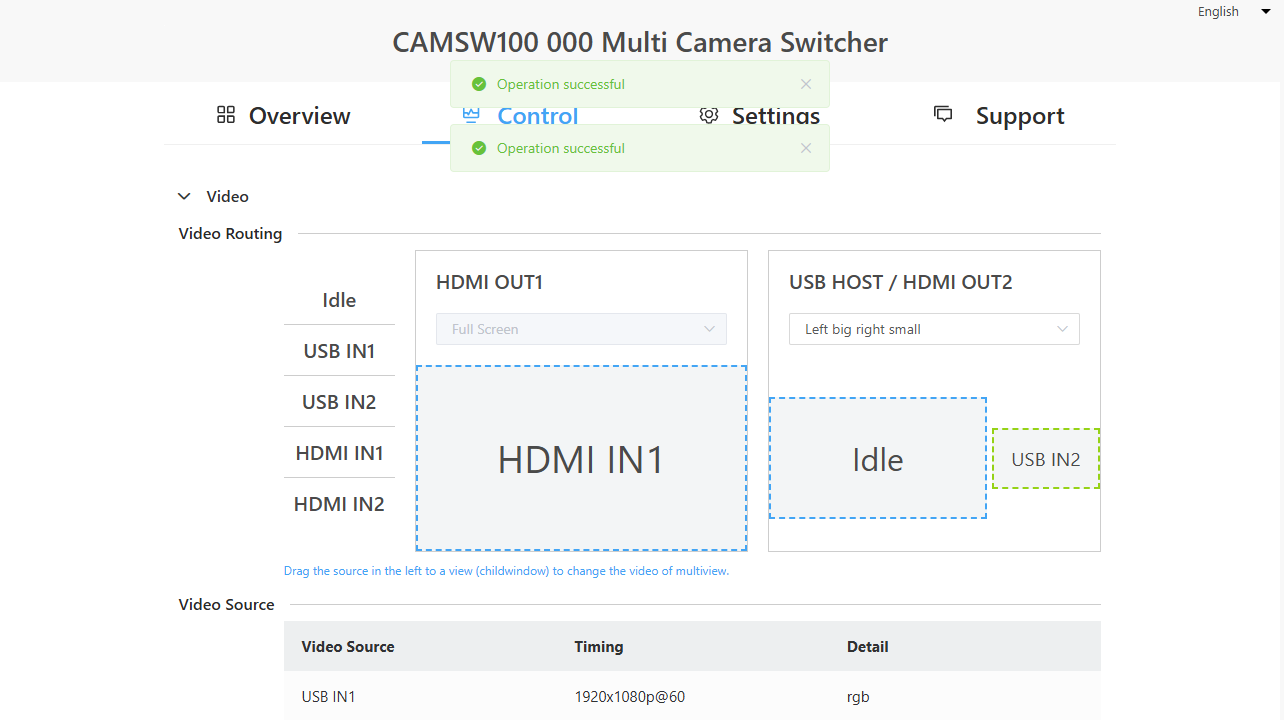 English
CAMSW100 000 Multi Camera Switcher
Operation successful
Overview
Control
Settings
Support
Operation successful
Video
Video Routing
HDMI OUT1
USB HOST / HDMI OUT2
Idle
Full Screen
Left big right small
USB IN1
USB IN2
HDMI IN1
HDMI IN1
Idle
USB IN2
HDMI IN2
Drag the source in the left to a view (childwindow) to change the video of multiview.
Video Source
Video Source Timing Detail
USB IN1 1920x1080p@60 rgb